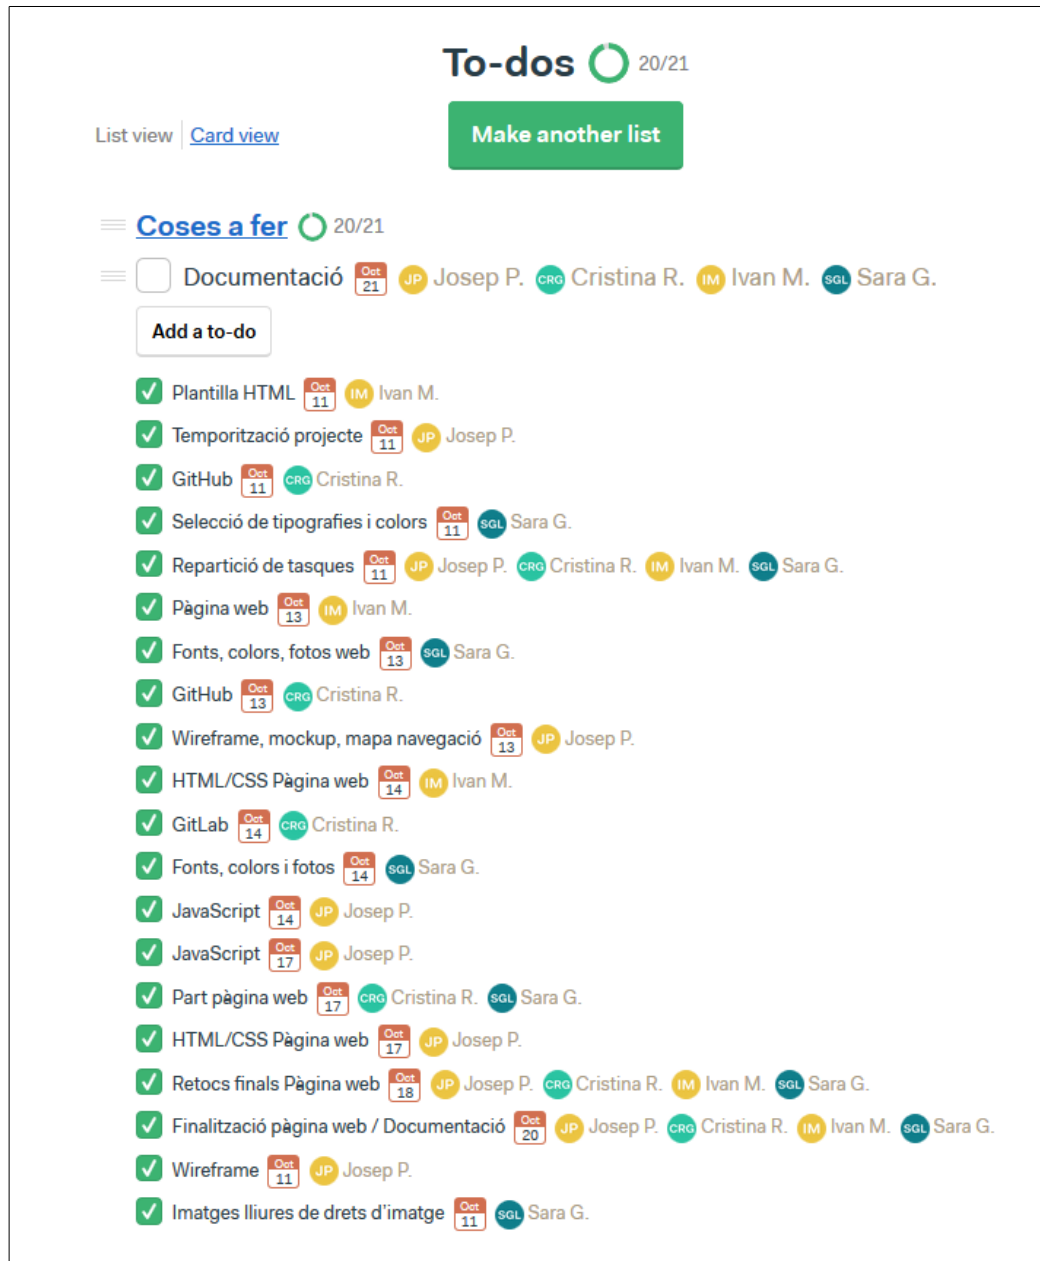 To-dos 20/21
List view Card view Make another list
Coses a fer 20/21
Documentació Oct 21 JP Josep P. CRG Cristina R. IM Ivan M. SGL Sara G.
Add a to-do
Plantilla HTML Oct 11 IM Ivan M.
Temporització projecte Oct 11 JP Josep P.
GitHub Oct 11 CRG Cristina R.
Selecció de tipografies i colors Oct 11 SGL Sara G.
Repartició de tasques Oct 11 JP Josep P. CRG Cristina R. IM Ivan M. SGL Sara G.
Pàgina web Oct 13 IM Ivan M.
Fonts, colors, fotos web Oct 13 SGL Sara G.
GitHub Oct 13 CRG Cristina R.
Wireframe, mockup, mapa navegació Oct 13 JP Josep P.
HTML/CSS Pàgina web Oct 14 IM Ivan M.
GitLab Oct 14 CRG Cristina R.
Fonts, colors i fotos Oct 14 SGL Sara G.
JavaScript Oct 14 JP Josep P.
JavaScript Oct 17 JP Josep P.
Part pàgina web Oct 17 CRG Cristina R. SGL Sara G.
HTML/CSS Pàgina web Oct 17 JP Josep P.
Retocs finals Pàgina web Oct 18 JP Josep P. CRG Cristina R. IM Ivan M. SGL Sara G.
Finalització pàgina web / Documentació Oct 20 JP Josep P. CRG Cristina R. IM Ivan M. SGL Sara G.
Wireframe Oct 11 JP Josep P.
Imatges lliures de drets d'imatge Oct 11 SGL Sara G.